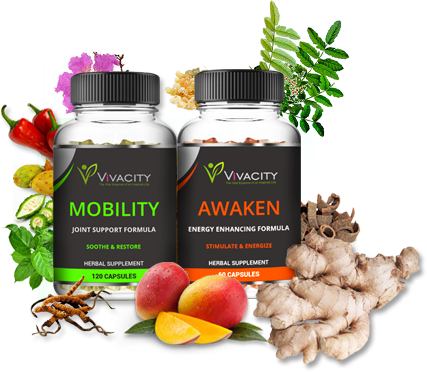 VIVACITY
MOBILITY
JOINT SUPPORT FORMULA
SOOTHE & RESTORE
HERBAL SUPPLEMENT
120 CAPSULES
VIVACITY
AWAKEN
ENERGY ENHANCING FORMULA
STIMULATE & ENERGIZE
HERBAL SUPPLEMENT
60 CAPSULES